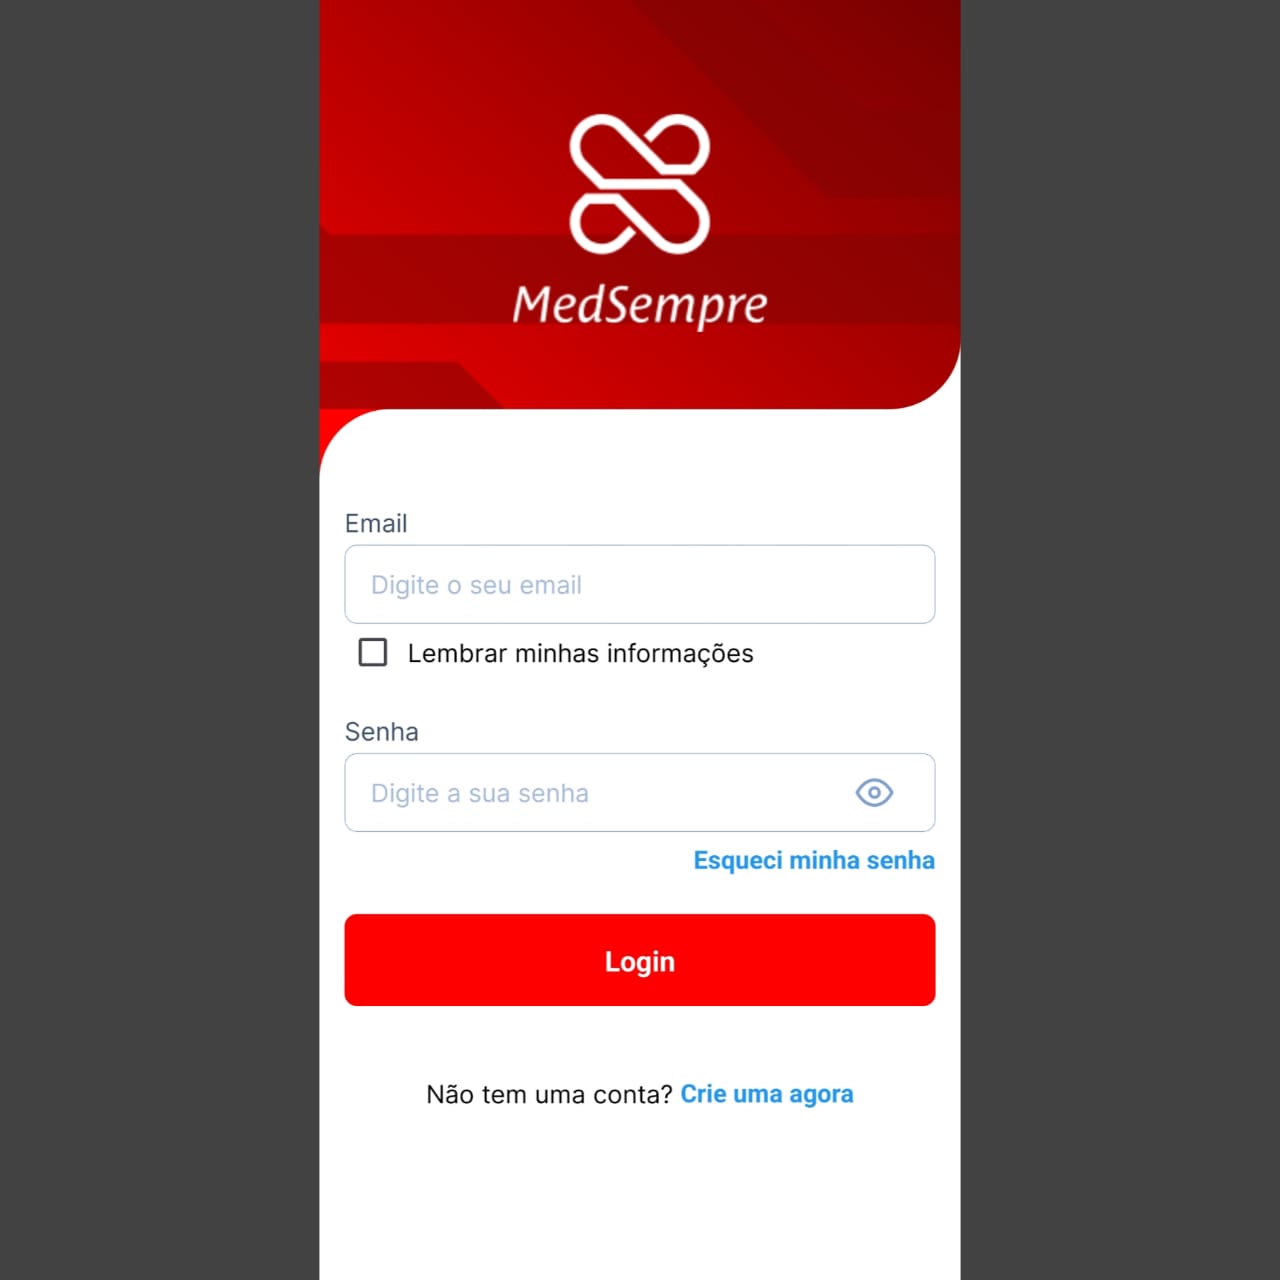 MedSempre
Email
Digite o seu email
Lembrar minhas informações
Senha
Digite a sua senha
Esqueci minha senha
Login
Não tem uma conta? Crie uma agora